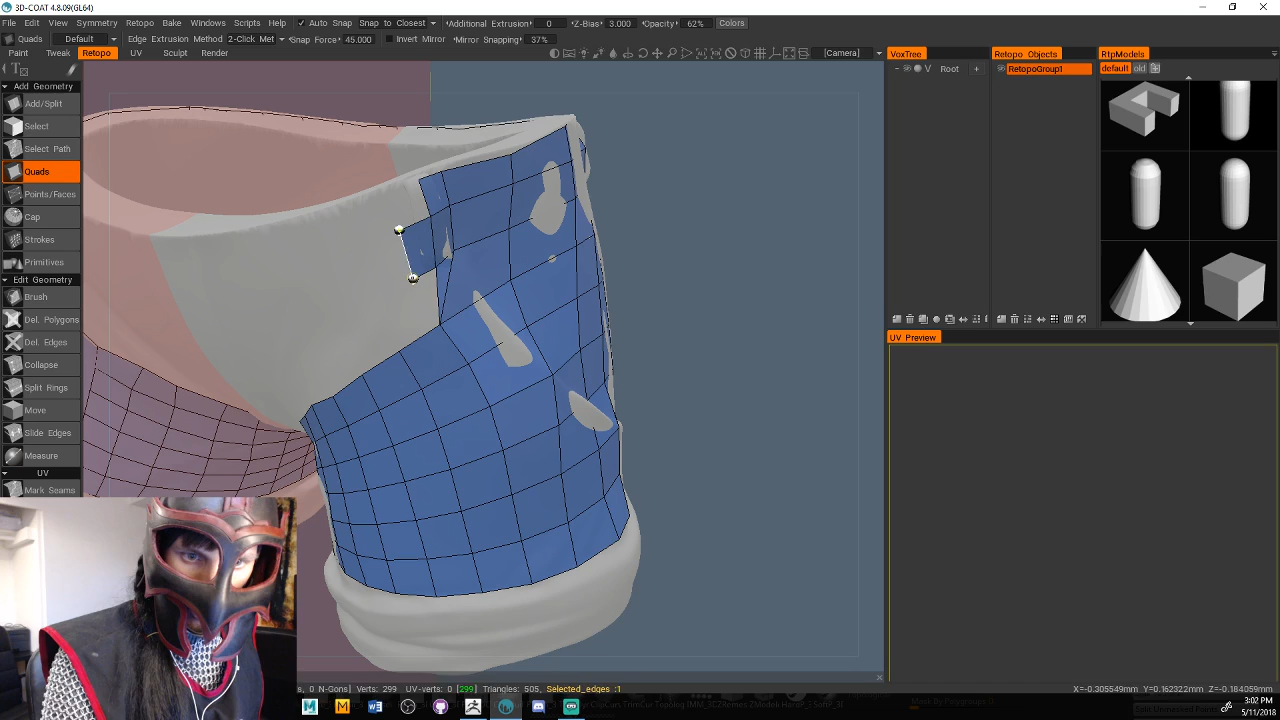 3D-COAT 4.8.09(GL64)
File Edit View Symmetry Retopo Bake Windows Scripts Help Auto Snap Snap to Closest Additional Extrusion 0 Z-Bias: 3.000 Opacity: 62% Colors
Quads Edge Extrusion Method 2-Click Met Snap Force: 45.000 Invert Mirror Mirror Snapping: 37%
Paint Tweak Retopo UV Sculpt Render [Camera] VoxTree Retopo Objects RtpModels
V Root + RetopoGroup1 default old
Add Geometry
Add/Split
Select
Select Path
Quads
Points/Faces
Cap
Strokes
Primitives
Edit Geometry
Brush
Del. Polygons
UV Preview
Del. Edges
Collapse
Split Rings
Move
Slide Edges
Measure
UV
Mark Seams
s, 0 N-Gons] Verts: 299 UV-verts: 0 [299] Triangles: 505, Selected_edges :1 X=-0.305549mm Y=0.162322mm Z=-0.184059mm
3:02 PM
5/11/2018